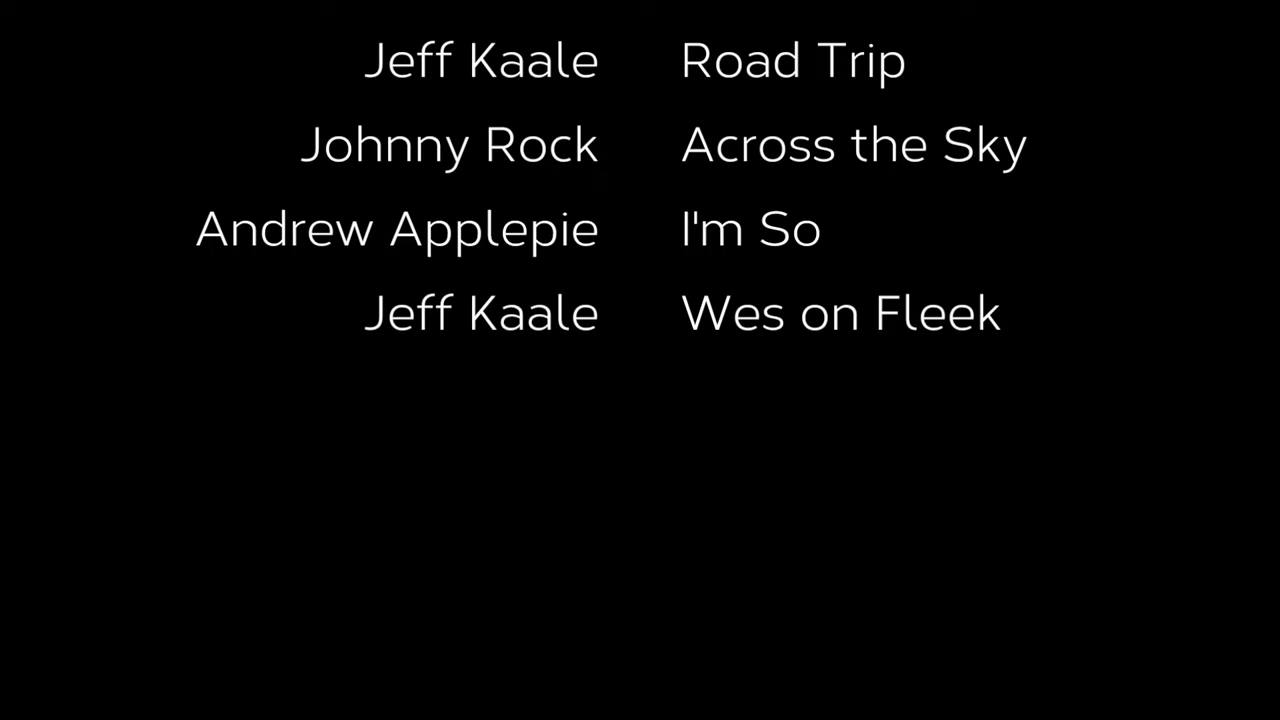 Jeff Kaale Road Trip
Johnny Rock Across the Sky
Andrew Applepie I'm So
Jeff Kaale Wes on Fleek